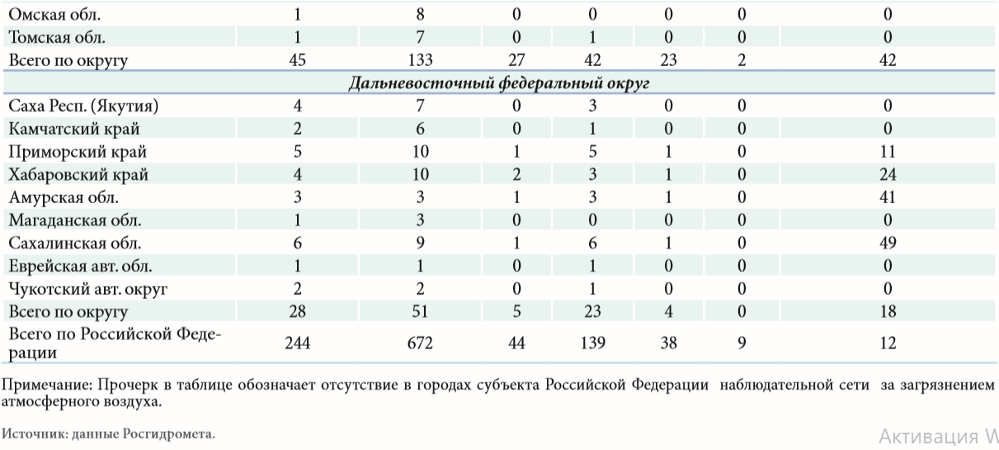 Омская обл. 1 8 0 0 0 0 0
Томская обл. 1 7 0 1 0 0 0
Всего по округу 45 133 27 42 23 2 42
Дальневосточный федеральный округ
Саха Респ. (Якутия) 4 7 0 3 0 0 0
Камчатский край 2 6 0 1 0 0 0
Приморский край 5 10 1 5 1 0 11
Хабаровский край 4 10 2 3 1 0 24
Амурская обл. 3 3 1 3 1 0 41
Магаданская обл. 1 3 0 0 0 0 0
Сахалинская обл. 6 9 1 6 1 0 49
Еврейская авт. обл. 1 1 0 1 0 0 0
Чукотский авт. округ 2 2 0 1 0 0 0
Всего по округу 28 51 5 23 4 0 18
Всего по Российской Феде-
рации 244 672 44 139 38 9 12
Примечание: Прочерк в таблице обозначает отсутствие в городах субъекта Российской Федерации наблюдательной сети за загрязнением
атмосферного воздуха.
Источник: данные Росгидромета.
Активация W